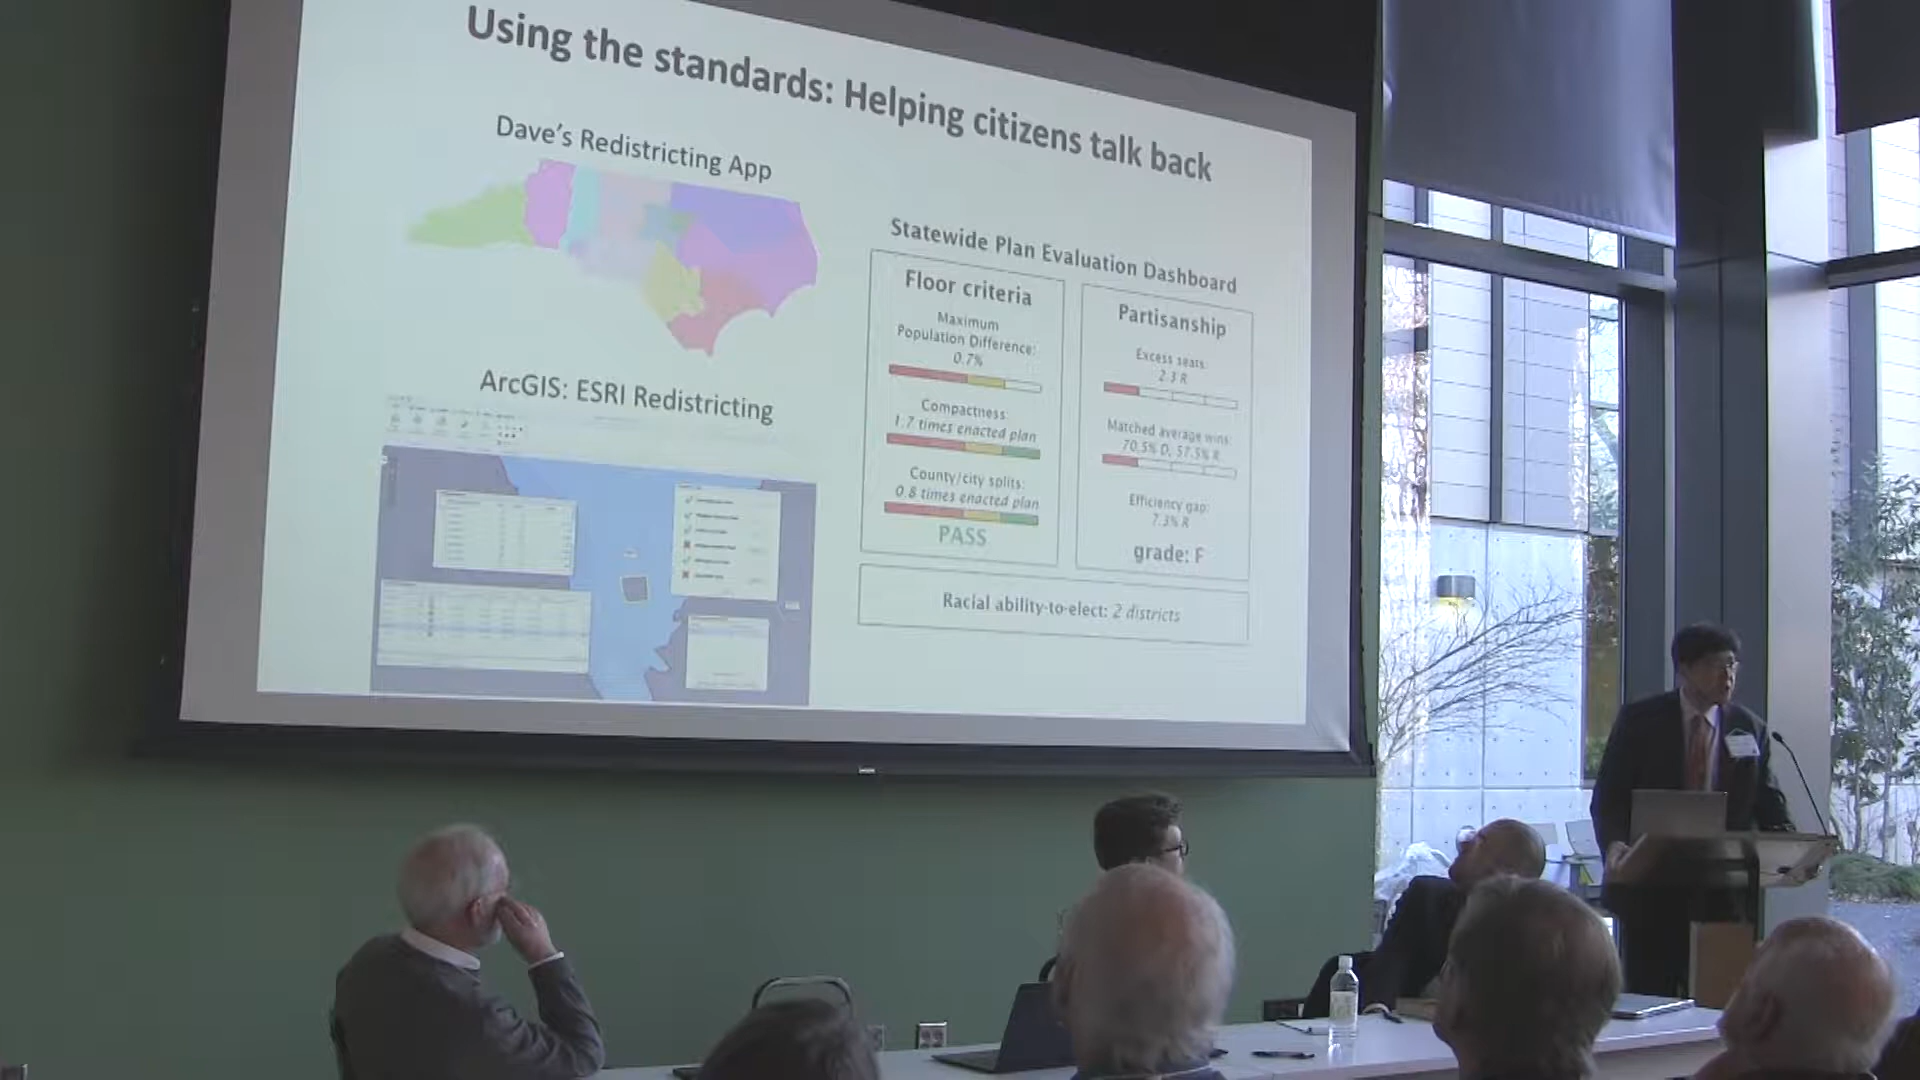 Using the standards: Helping citizens talk back
Dave's Redistricting App
ArcGIS: ESRI Redistricting
Statewide Plan Evaluation Dashboard
Floor criteria
Maximum
Population Difference:
0.7%
Compactness:
1.7 times enacted plan
County/city splits:
0.8 times enacted plan
PASS
Partisanship
Excess seats:
2.3 R
Matched average wins:
70.5% D, 57.5% R
Efficiency gap:
7.3% R
grade: F
Racial ability-to-elect: 2 districts